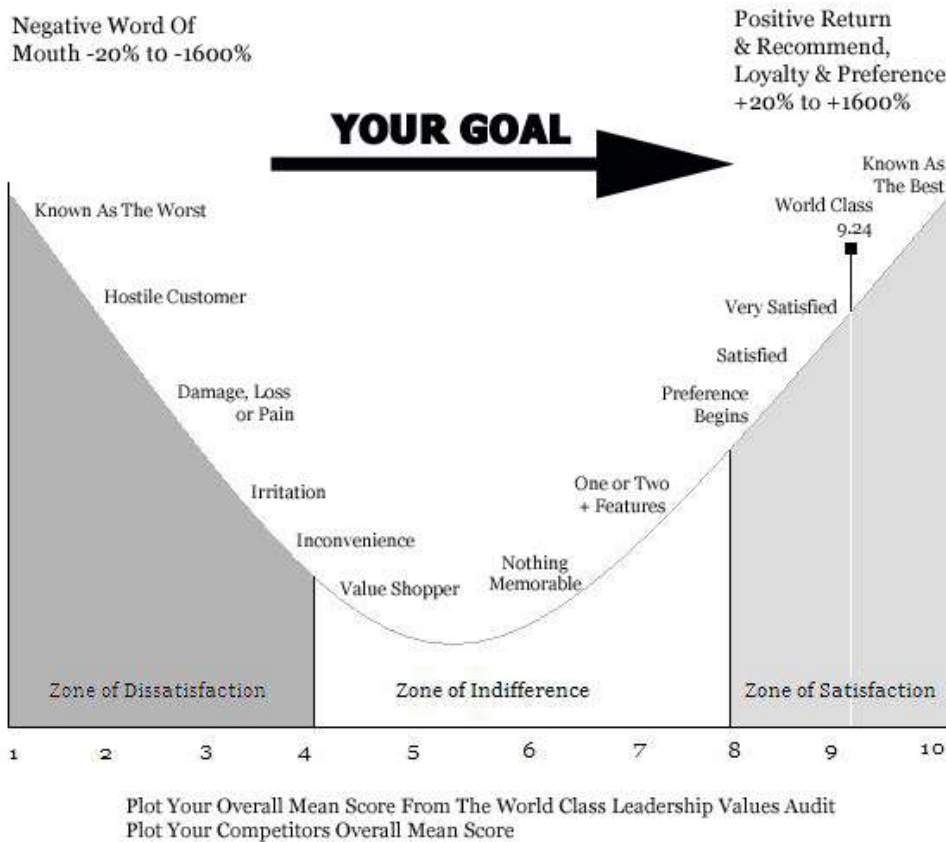 Negative Word Of
Mouth -20% to -1600%
Positive Return
& Recommend,
Loyalty & Preference
+20% to +1600%
YOUR GOAL
Known As The Worst
Known As
The Best
World Class
9.24
Hostile Customer
Very Satisfied
Satisfied
Damage, Loss
or Pain
Preference
Begins
Irritation
One or Two
+ Features
Inconvenience
Nothing
Memorable
Value Shopper
Zone of Dissatisfaction
Zone of Indifference
Zone of Satisfaction
1 2 3 4 5 6 7 8 9 10
Plot Your Overall Mean Score From The World Class Leadership Values Audit
Plot Your Competitors Overall Mean Score